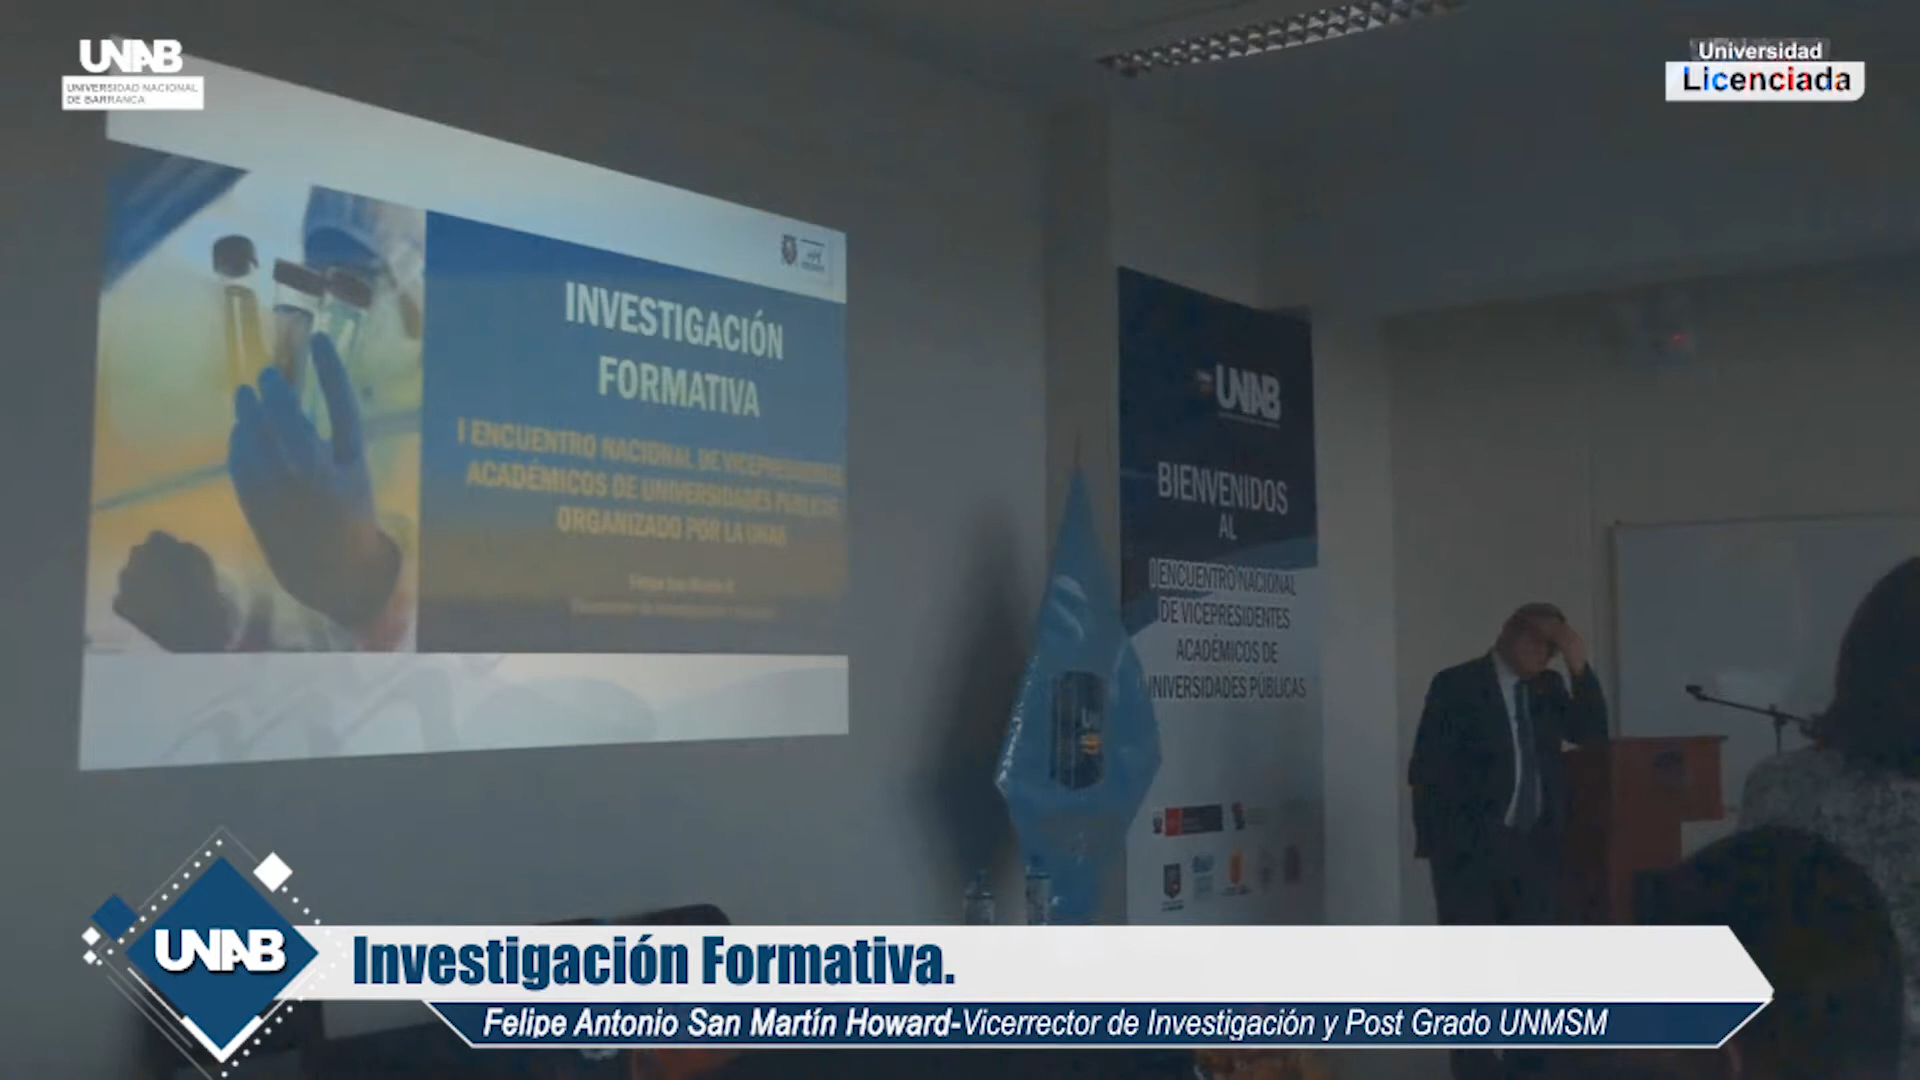 UNAB
UNIVERSIDAD NACIONAL
DE BARRANCA
Universidad
Licenciada
INVESTIGACIÓN
FORMATIVA
I ENCUENTRO NACIONAL DE VICEPRESIDENTES
ACADÉMICOS DE UNIVERSIDADES PÚBLICAS
ORGANIZADO POR LA UNAB
UNAB
BIENVENIDOS
AL
I ENCUENTRO NACIONAL
DE VICEPRESIDENTES
ACADÉMICOS DE
UNIVERSIDADES PÚBLICAS
UNAB
Investigación Formativa.
Felipe Antonio San Martín Howard-Vicerrector de Investigación y Post Grado UNMSM